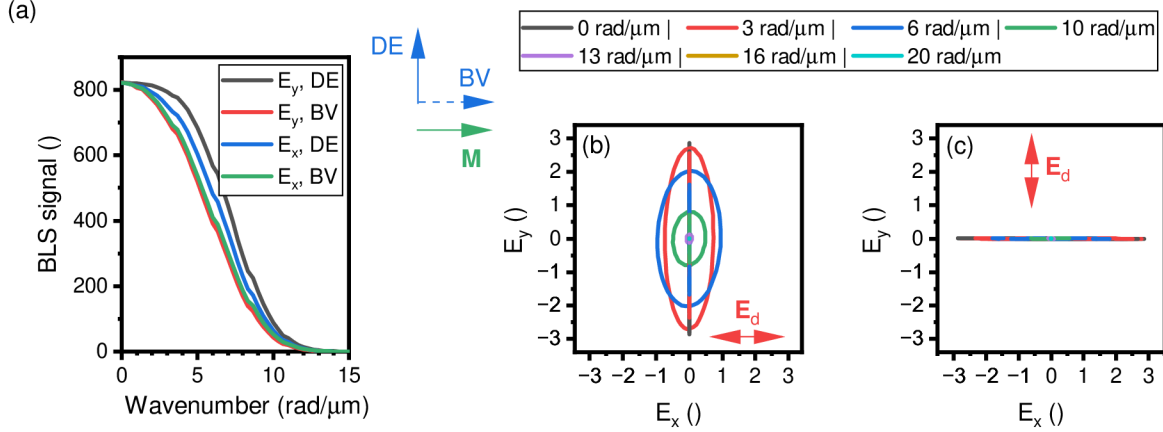 (a)
BLS signal ()
800
600
400
200
0
0
5
10
15
Wavenumber (rad/μm)
E_y, DE
E_y, BV
E_x, DE
E_x, BV
DE
BV
M
0 rad/μm |
3 rad/μm |
6 rad/μm |
10 rad/μm
13 rad/μm |
16 rad/μm |
20 rad/μm
(b)
E_y ()
3
2
1
0
−1
−2
−3
−3
−2
−1
0
1
2
3
E_x ()
E_d
(c)
E_y ()
3
2
1
0
−1
−2
−3
−3
−2
−1
0
1
2
3
E_x ()
E_d